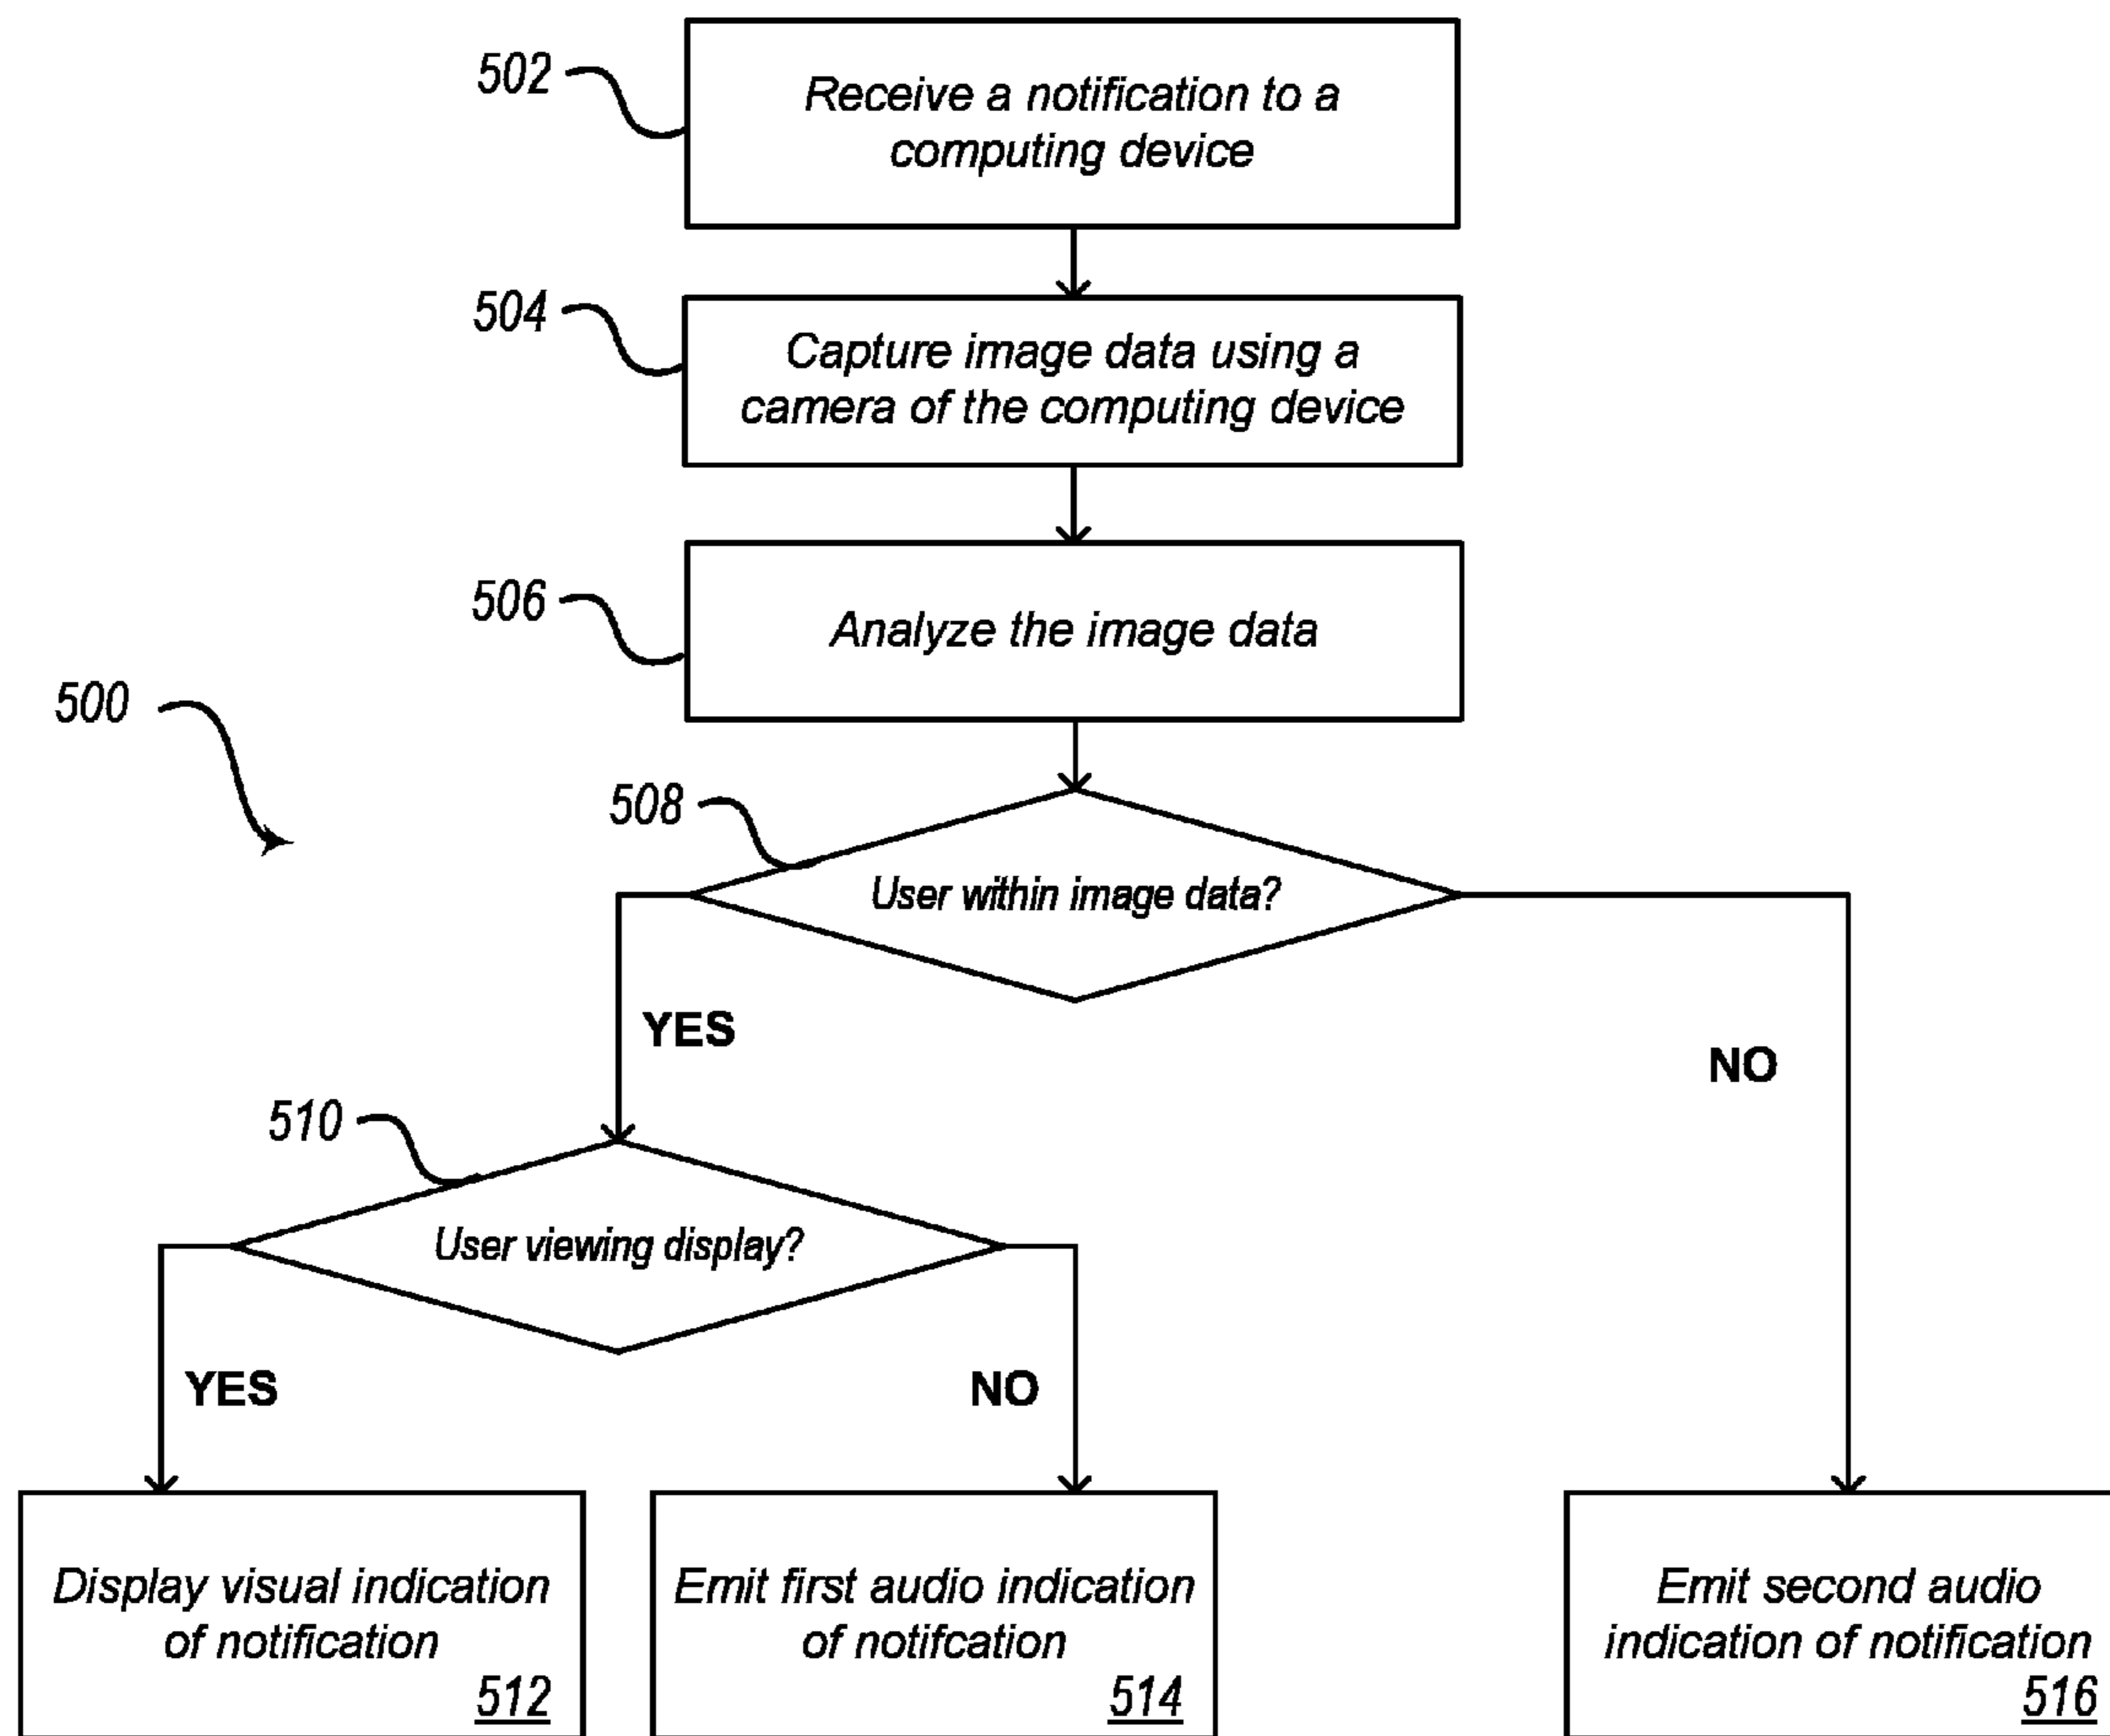 502
Receive a notification to a
computing device
504
Capture image data using a
camera of the computing device
506
Analyze the image data
500
508
User within image data?
YES
NO
510
User viewing display?
YES
NO
Display visual indication
of notification
512
Emit first audio indication
of notifcation
514
Emit second audio
indication of notification
516